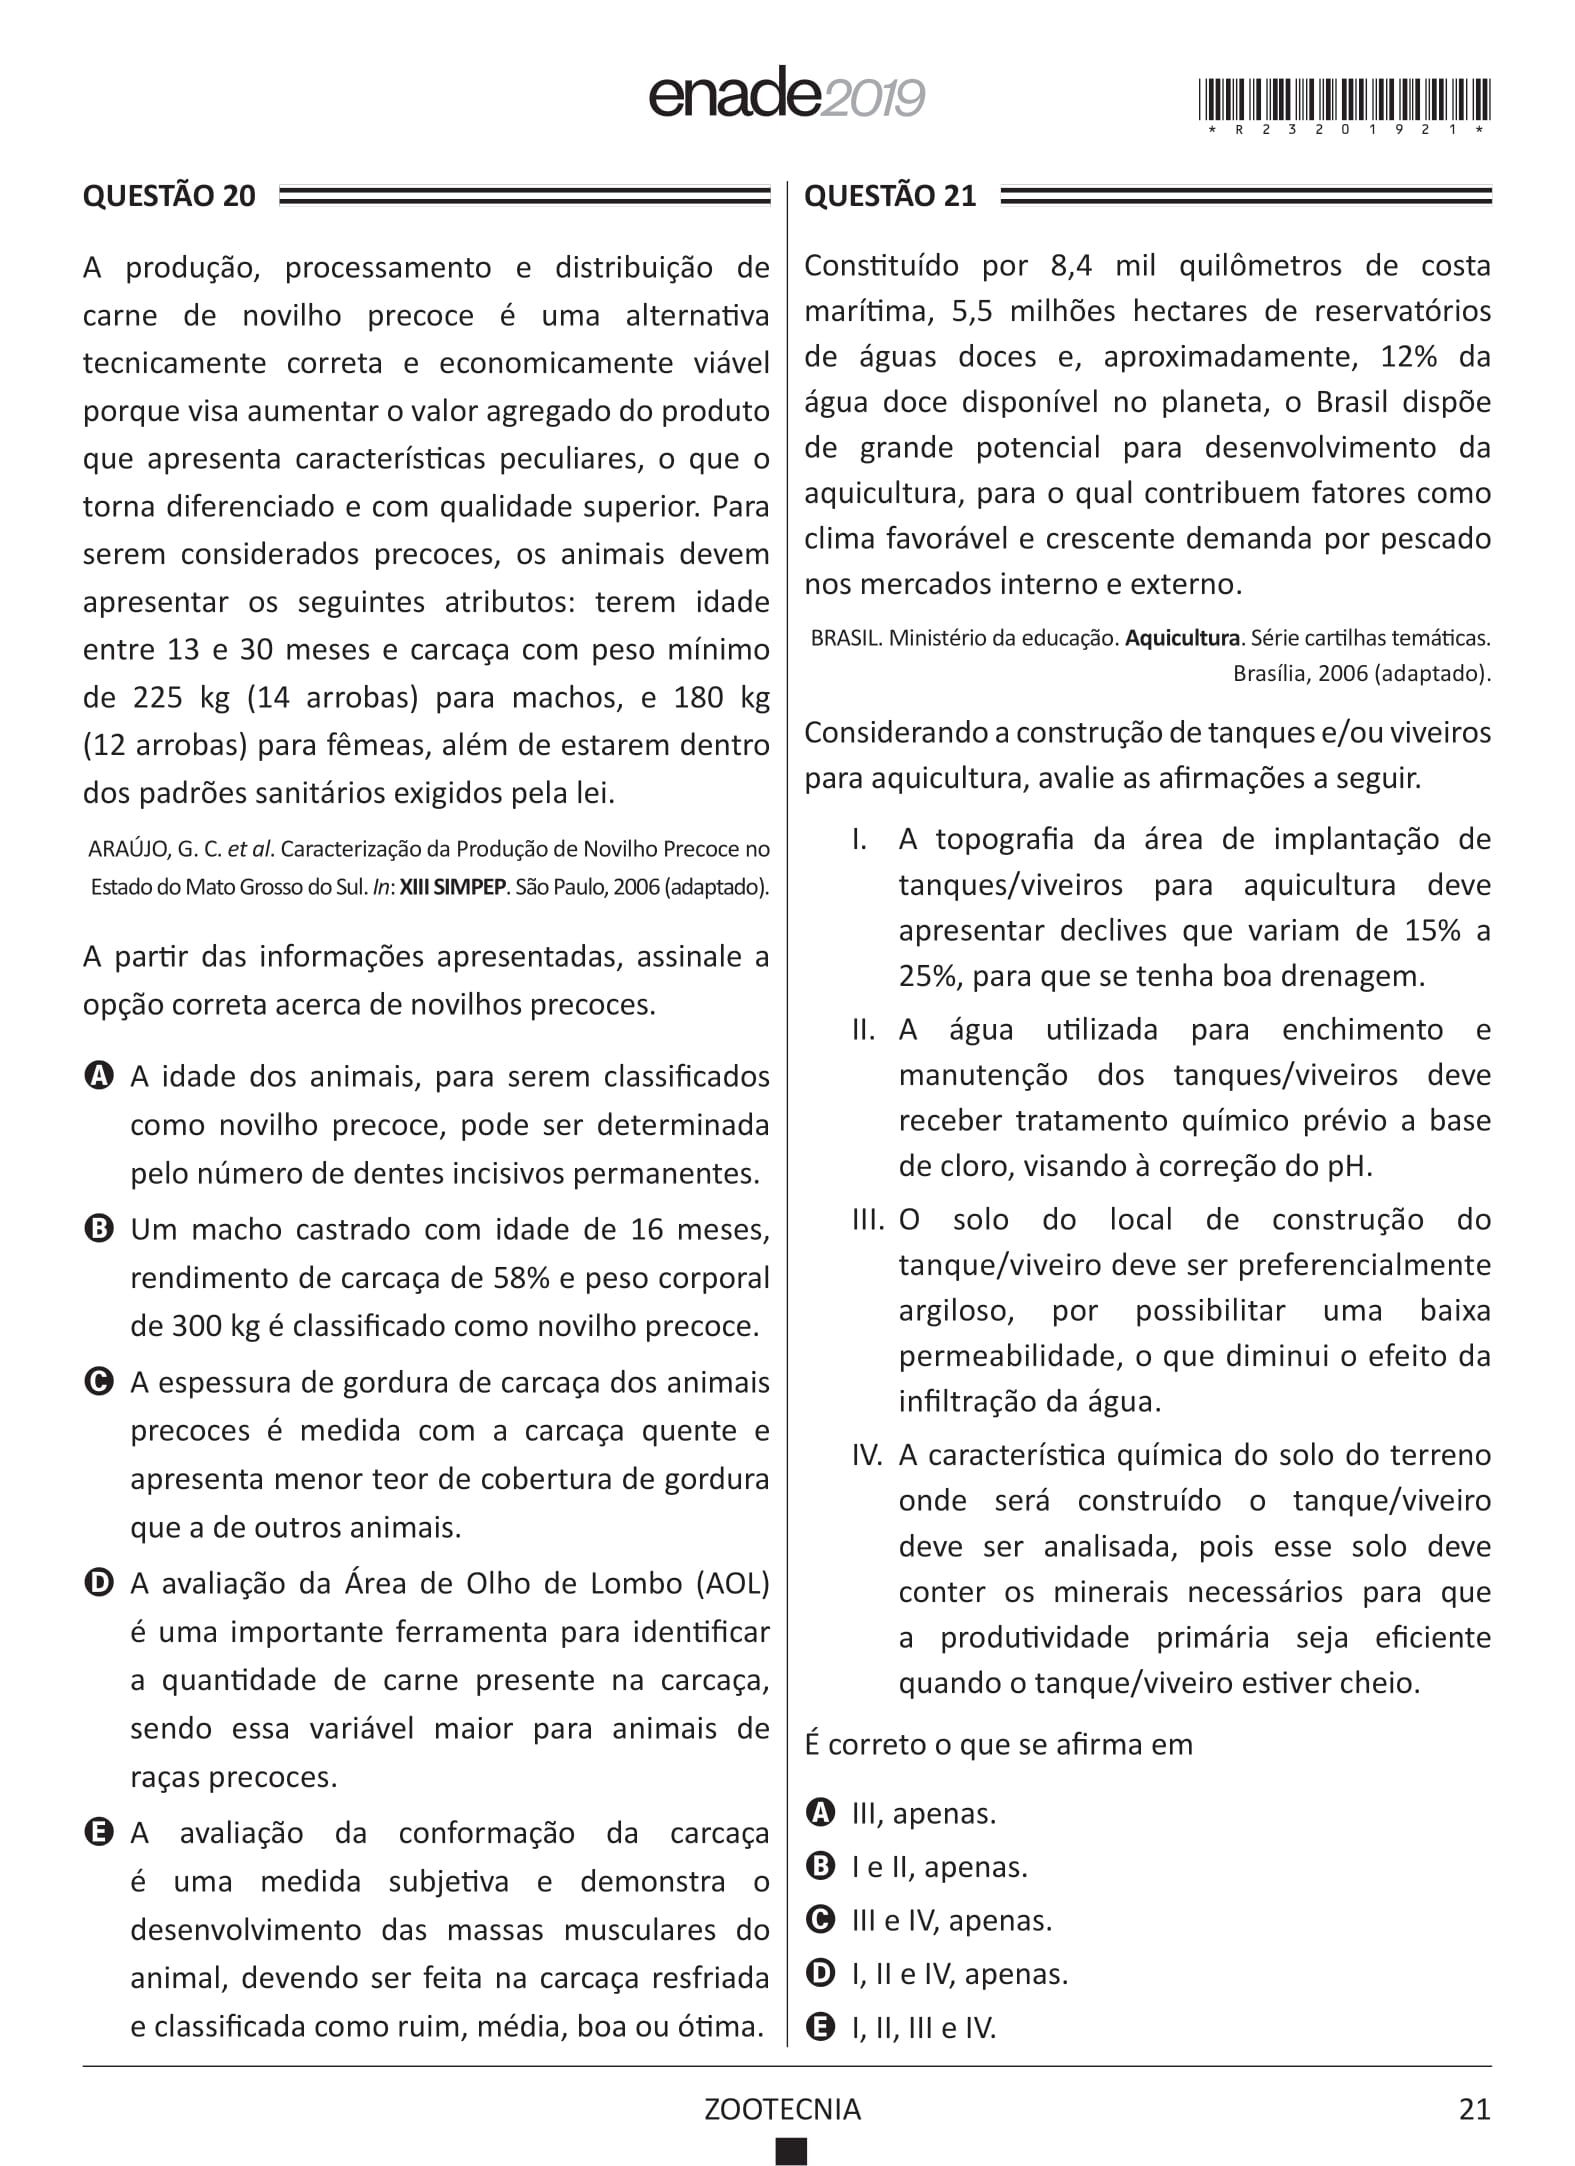 enade2019
* R 2 3 2 0 1 9 2 1 *
QUESTÃO 20
A produção, processamento e distribuição de
carne de novilho precoce é uma alternativa
tecnicamente correta e economicamente viável
porque visa aumentar o valor agregado do produto
que apresenta características peculiares, o que o
torna diferenciado e com qualidade superior. Para
serem considerados precoces, os animais devem
apresentar os seguintes atributos: terem idade
entre 13 e 30 meses e carcaça com peso mínimo
de 225 kg (14 arrobas) para machos, e 180 kg
(12 arrobas) para fêmeas, além de estarem dentro
dos padrões sanitários exigidos pela lei.
ARAÚJO, G. C. et al. Caracterização da Produção de Novilho Precoce no
Estado do Mato Grosso do Sul. In: XIII SIMPEP. São Paulo, 2006 (adaptado).
A partir das informações apresentadas, assinale a
opção correta acerca de novilhos precoces.
A A idade dos animais, para serem classificados
como novilho precoce, pode ser determinada
pelo número de dentes incisivos permanentes.
B Um macho castrado com idade de 16 meses,
rendimento de carcaça de 58% e peso corporal
de 300 kg é classificado como novilho precoce.
C A espessura de gordura de carcaça dos animais
precoces é medida com a carcaça quente e
apresenta menor teor de cobertura de gordura
que a de outros animais.
D A avaliação da Área de Olho de Lombo (AOL)
é uma importante ferramenta para identificar
a quantidade de carne presente na carcaça,
sendo essa variável maior para animais de
raças precoces.
E A avaliação da conformação da carcaça
é uma medida subjetiva e demonstra o
desenvolvimento das massas musculares do
animal, devendo ser feita na carcaça resfriada
e classificada como ruim, média, boa ou ótima.
QUESTÃO 21
Constituído por 8,4 mil quilômetros de costa
marítima, 5,5 milhões hectares de reservatórios
de águas doces e, aproximadamente, 12% da
água doce disponível no planeta, o Brasil dispõe
de grande potencial para desenvolvimento da
aquicultura, para o qual contribuem fatores como
clima favorável e crescente demanda por pescado
nos mercados interno e externo.
BRASIL. Ministério da educação. Aquicultura. Série cartilhas temáticas.
Brasília, 2006 (adaptado).
Considerando a construção de tanques e/ou viveiros
para aquicultura, avalie as afirmações a seguir.
I. A topografia da área de implantação de
tanques/viveiros para aquicultura deve
apresentar declives que variam de 15% a
25%, para que se tenha boa drenagem.
II. A água utilizada para enchimento e
manutenção dos tanques/viveiros deve
receber tratamento químico prévio a base
de cloro, visando à correção do pH.
III. O solo do local de construção do
tanque/viveiro deve ser preferencialmente
argiloso, por possibilitar uma baixa
permeabilidade, o que diminui o efeito da
infiltração da água.
IV. A característica química do solo do terreno
onde será construído o tanque/viveiro
deve ser analisada, pois esse solo deve
conter os minerais necessários para que
a produtividade primária seja eficiente
quando o tanque/viveiro estiver cheio.
É correto o que se afirma em
A III, apenas.
B I e II, apenas.
C III e IV, apenas.
D I, II e IV, apenas.
E I, II, III e IV.
ZOOTECNIA
21